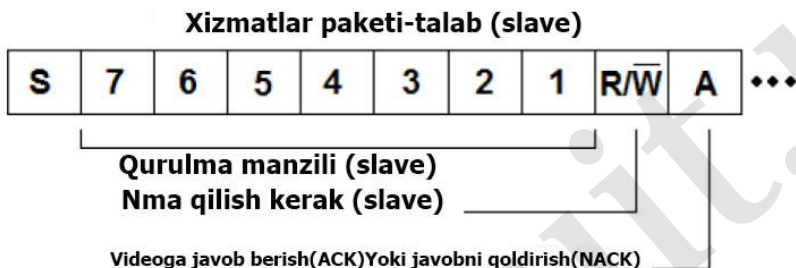 Xizmatlar paketi-talab (slave)
S 7 6 5 4 3 2 1 R/W̅ A •••
Qurulma manzili (slave)
Nma qilish kerak (slave)
Videoga javob berish(ACK)Yoki javobni qoldirish(NACK)